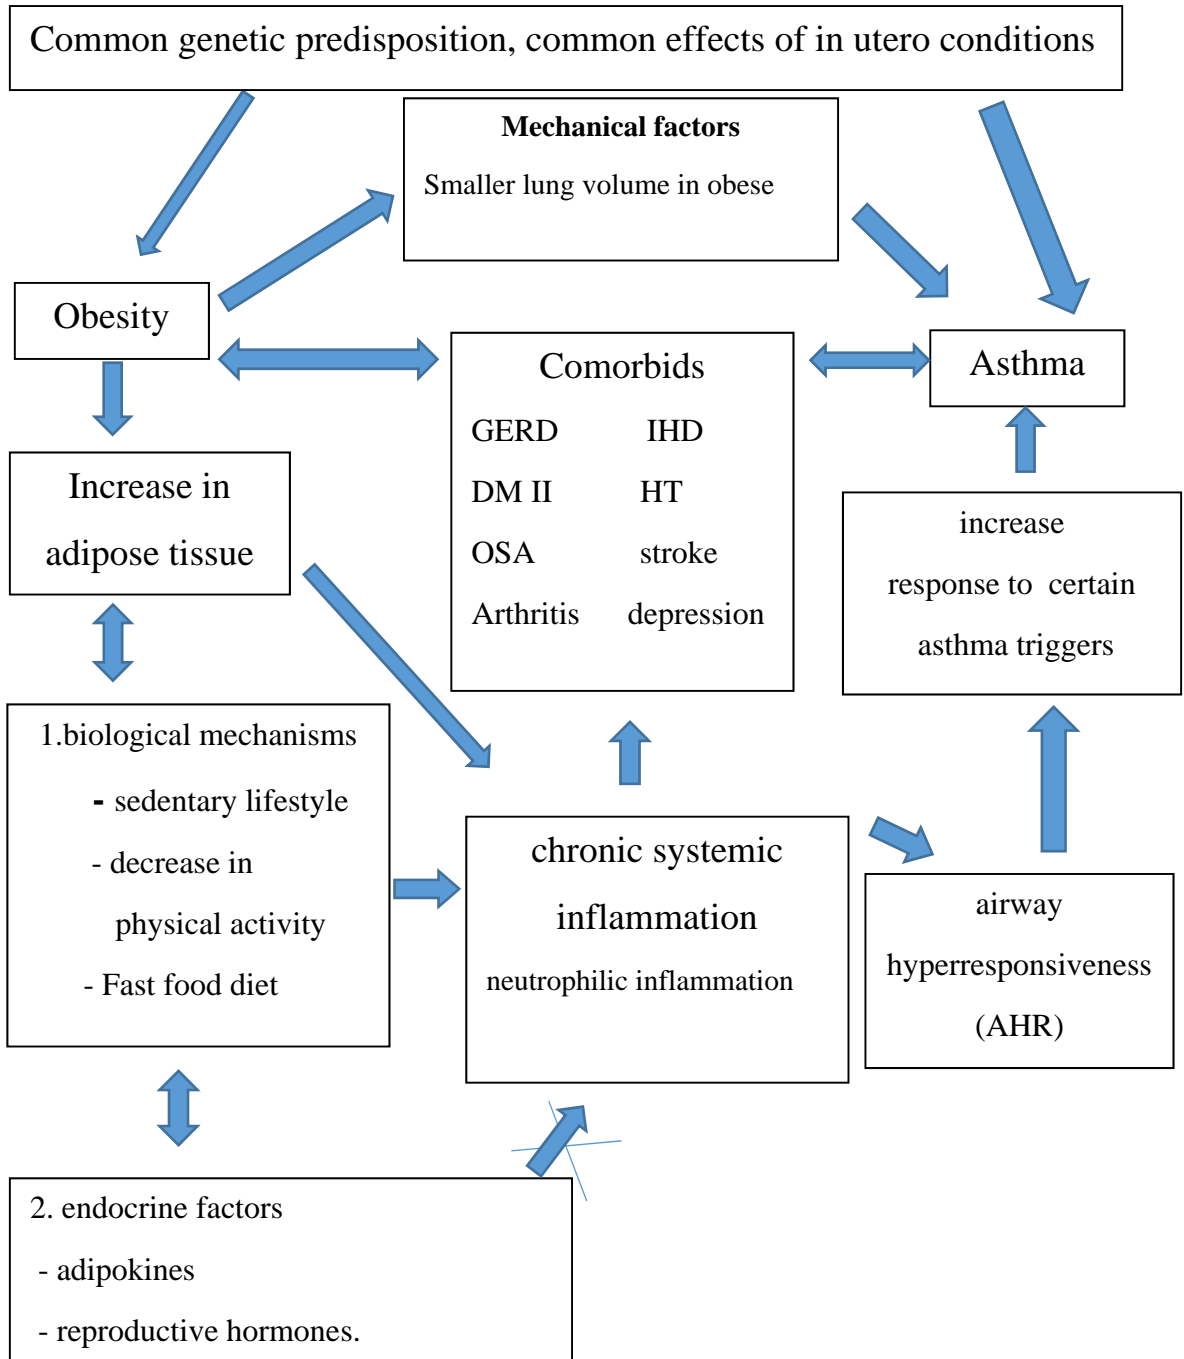 Common genetic predisposition, common effects of in utero conditions
Mechanical factors
Smaller lung volume in obese
Obesity
Comorbids
GERD IHD
DM II HT
OSA stroke
Arthritis depression
Asthma
Increase in
adipose tissue
increase
response to certain
asthma triggers
1.biological mechanisms
- sedentary lifestyle
- decrease in
physical activity
- Fast food diet
chronic systemic
inflammation
neutrophilic inflammation
airway
hyperresponsiveness
(AHR)
2. endocrine factors
- adipokines
- reproductive hormones.